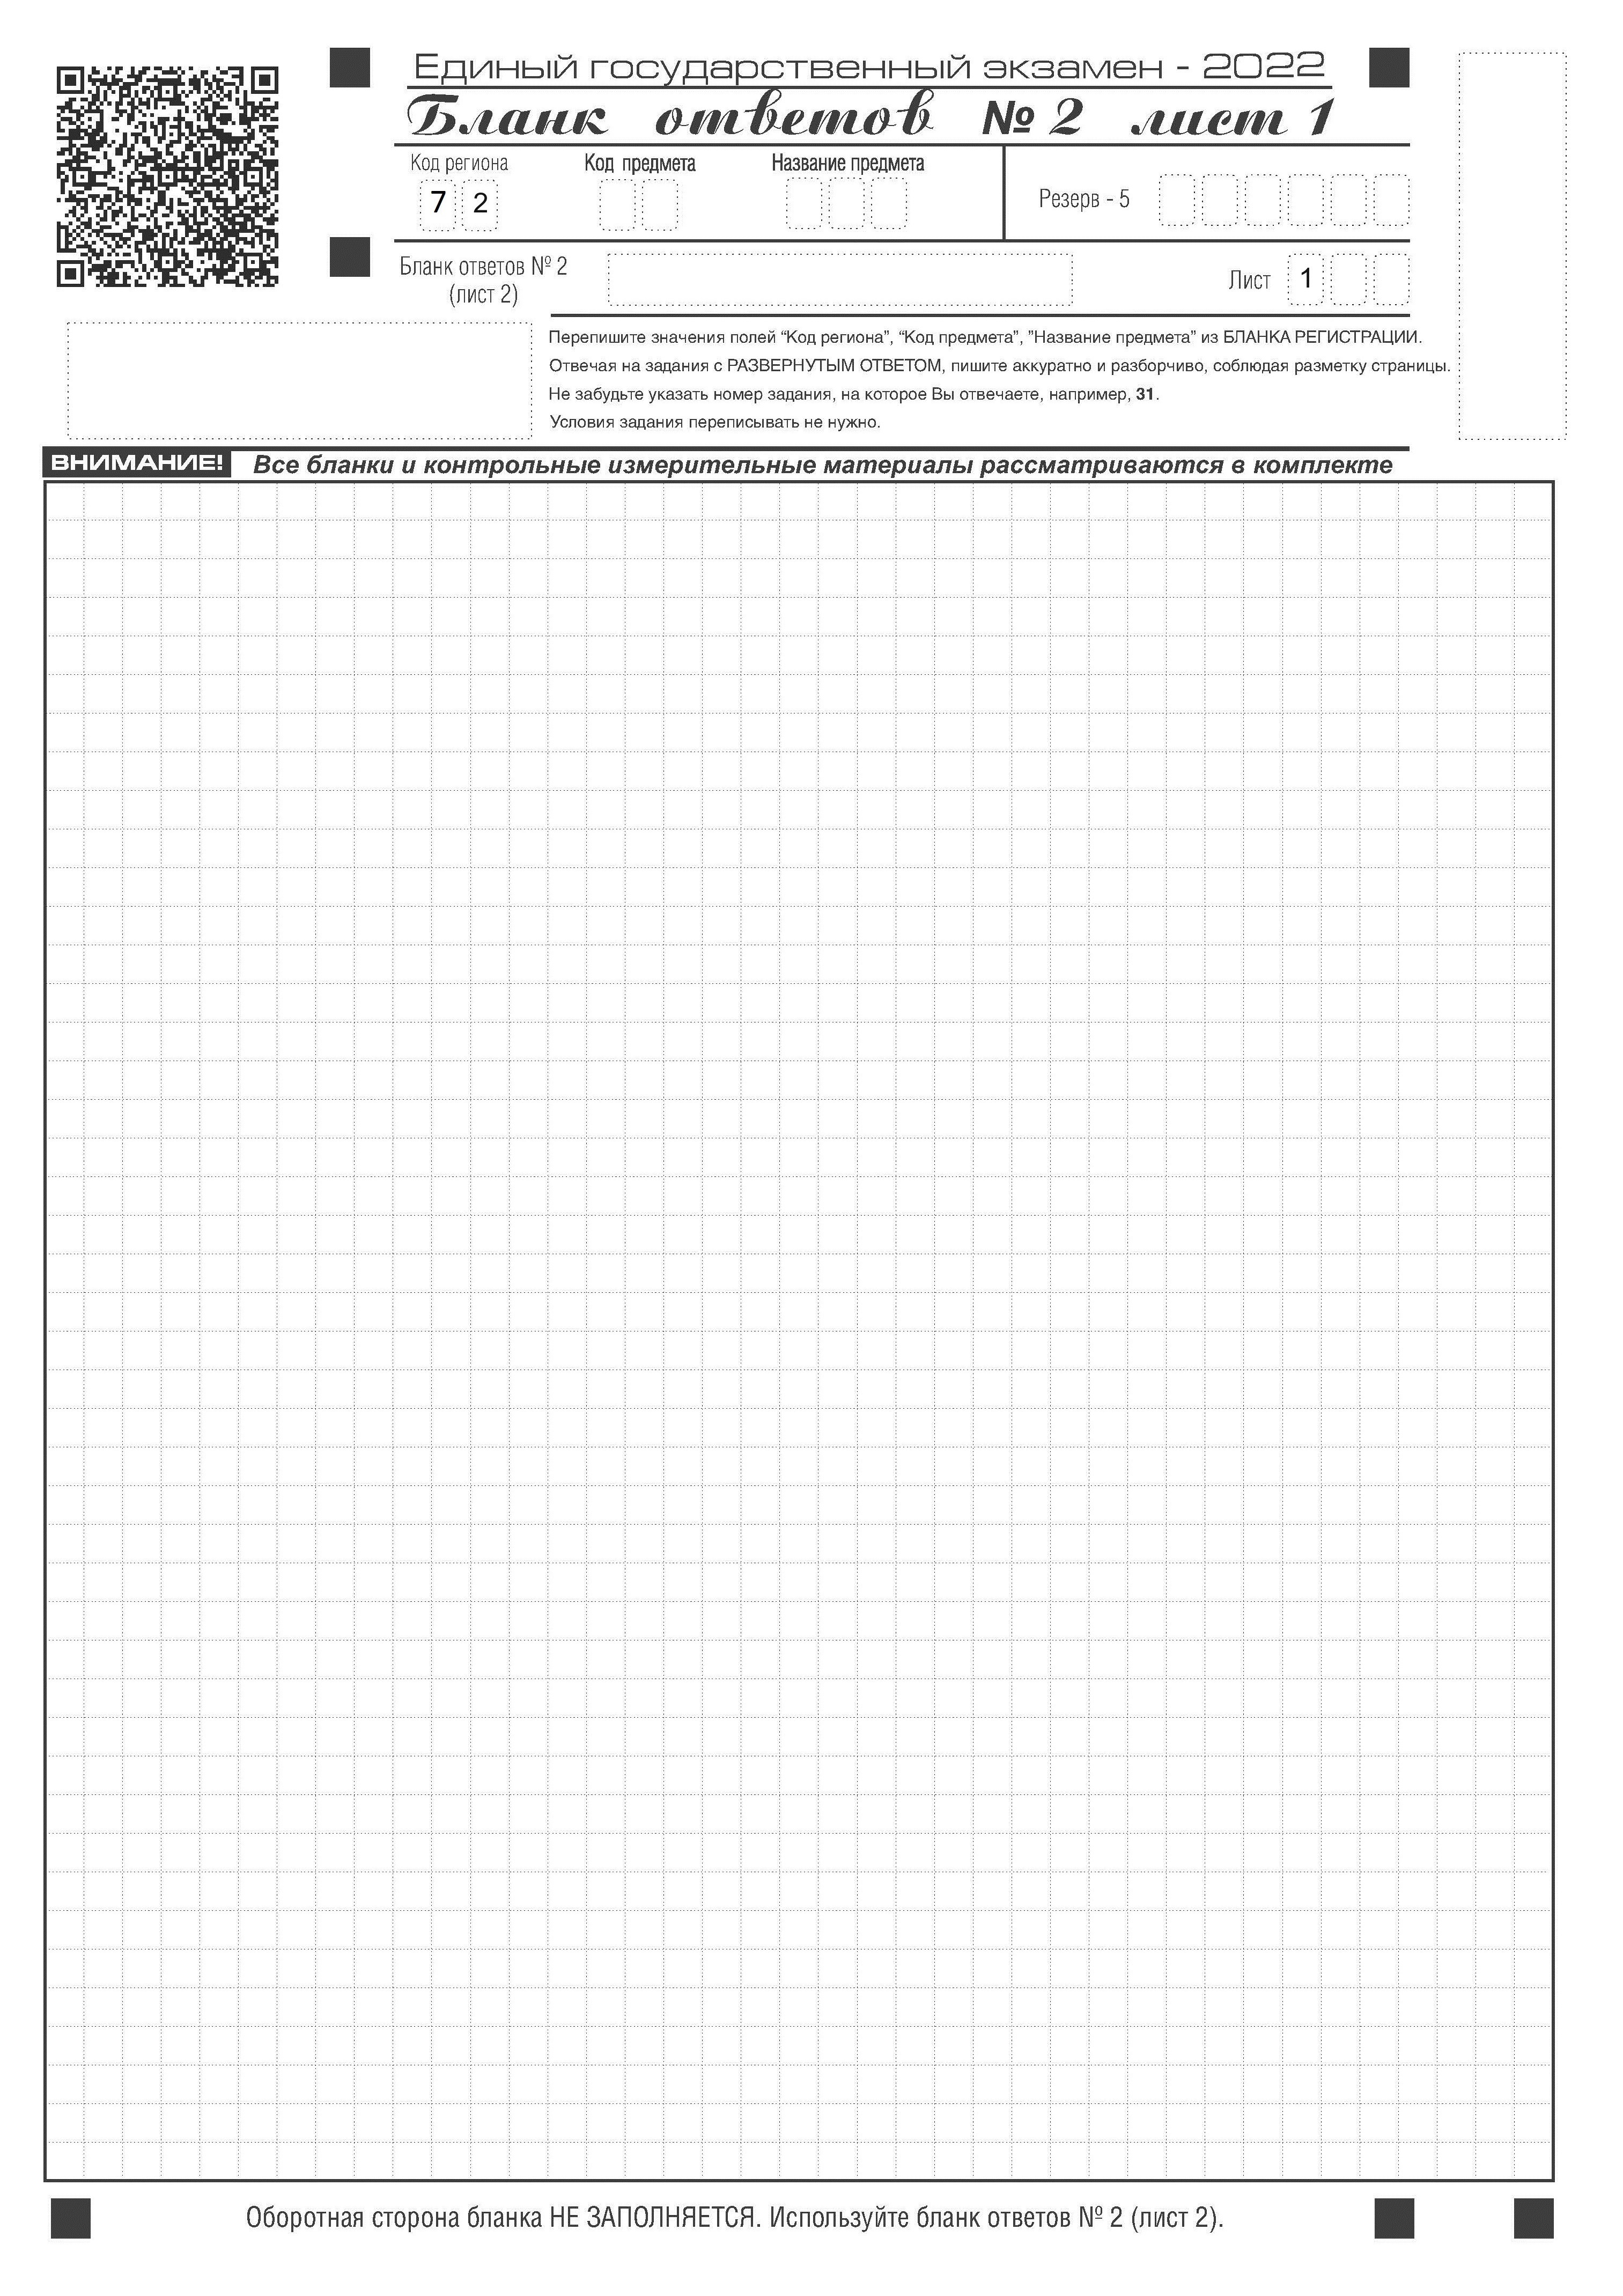 Единый государственный экзамен - 2022
Бланк ответов № 2 лист 1
Код региона Код предмета Название предмета
7 2
Резерв - 5
Бланк ответов № 2
(лист 2)
Лист 1
Перепишите значения полей “Код региона”, “Код предмета”, ”Название предмета” из БЛАНКА РЕГИСТРАЦИИ.
Отвечая на задания с РАЗВЕРНУТЫМ ОТВЕТОМ, пишите аккуратно и разборчиво, соблюдая разметку страницы.
Не забудьте указать номер задания, на которое Вы отвечаете, например, 31.
Условия задания переписывать не нужно.
ВНИМАНИЕ! Все бланки и контрольные измерительные материалы рассматриваются в комплекте
Оборотная сторона бланка НЕ ЗАПОЛНЯЕТСЯ. Используйте бланк ответов № 2 (лист 2).